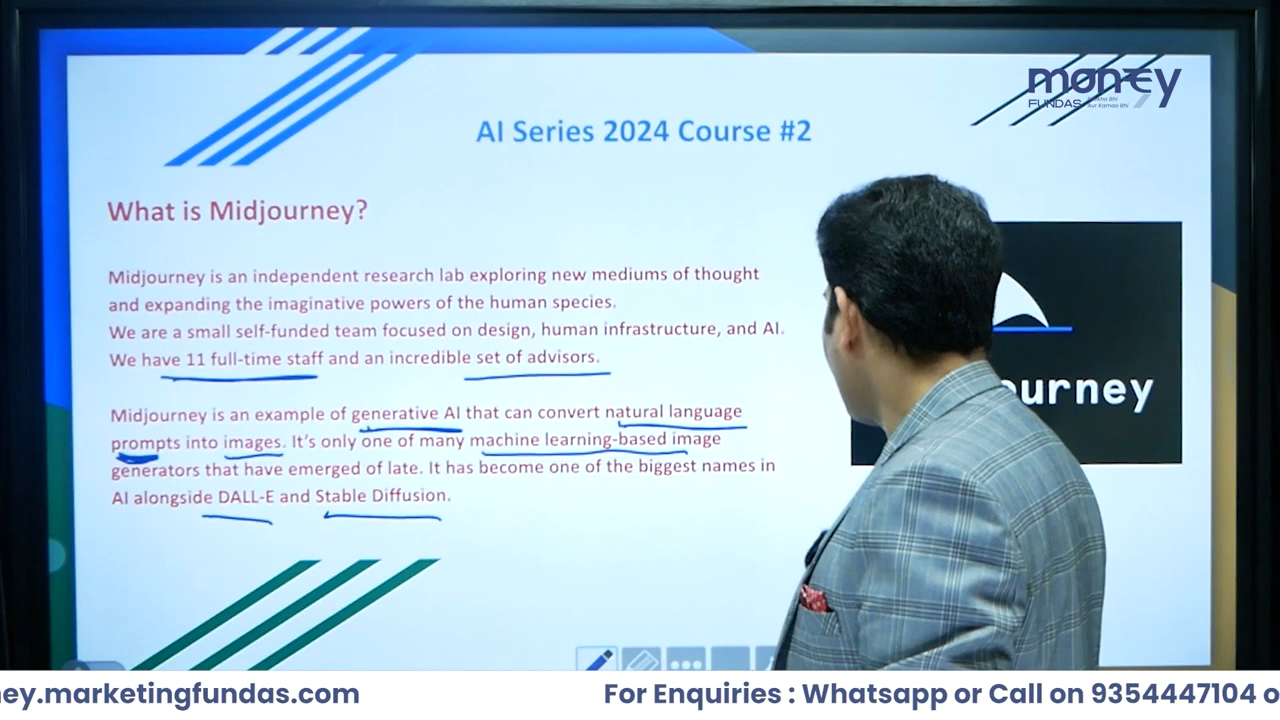 money
FUNDAS
AI Series 2024 Course #2
What is Midjourney?
Midjourney is an independent research lab exploring new mediums of thought
and expanding the imaginative powers of the human species.
We are a small self-funded team focused on design, human infrastructure, and AI.
We have 11 full-time staff and an incredible set of advisors.
Midjourney is an example of generative AI that can convert natural language
prompts into images. It's only one of many machine learning-based image
generators that have emerged of late. It has become one of the biggest names in
AI alongside DALL-E and Stable Diffusion.
ourney
ey.marketingfundas.com
For Enquiries : Whatsapp or Call on 9354447104 o